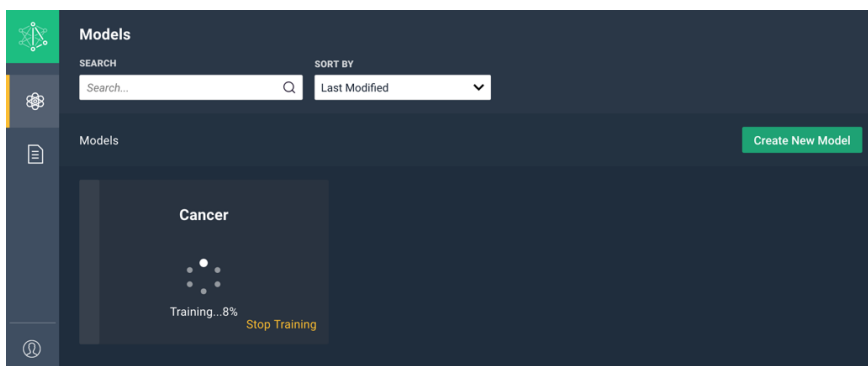 Models
SEARCH
SORT BY
Search...
Last Modified
Models
Create New Model
Cancer
Training...8%
Stop Training